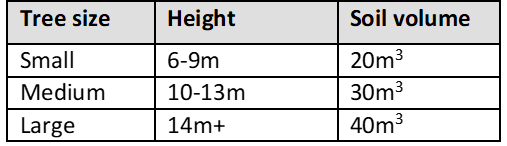 Tree size Height Soil volume
Small 6-9m 20m³
Medium 10-13m 30m³
Large 14m+ 40m³